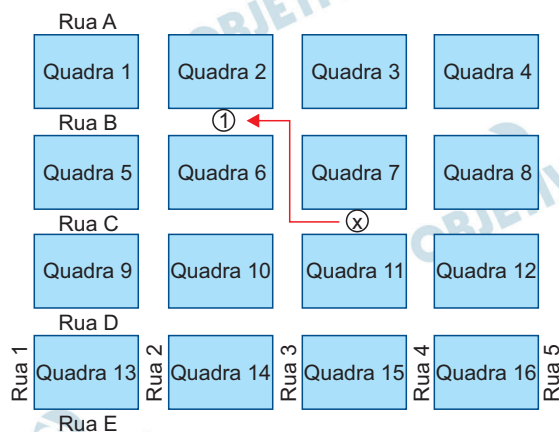 OBJETIVO
Rua A
Quadra 1
Quadra 2
Quadra 3
Quadra 4
Rua B
1
Quadra 5
Quadra 6
Quadra 7
Quadra 8
Rua C
x
Quadra 9
Quadra 10
Quadra 11
Quadra 12
Rua D
Rua 1
Quadra 13
Rua 2
Quadra 14
Rua 3
Quadra 15
Rua 4
Quadra 16
Rua 5
Rua E